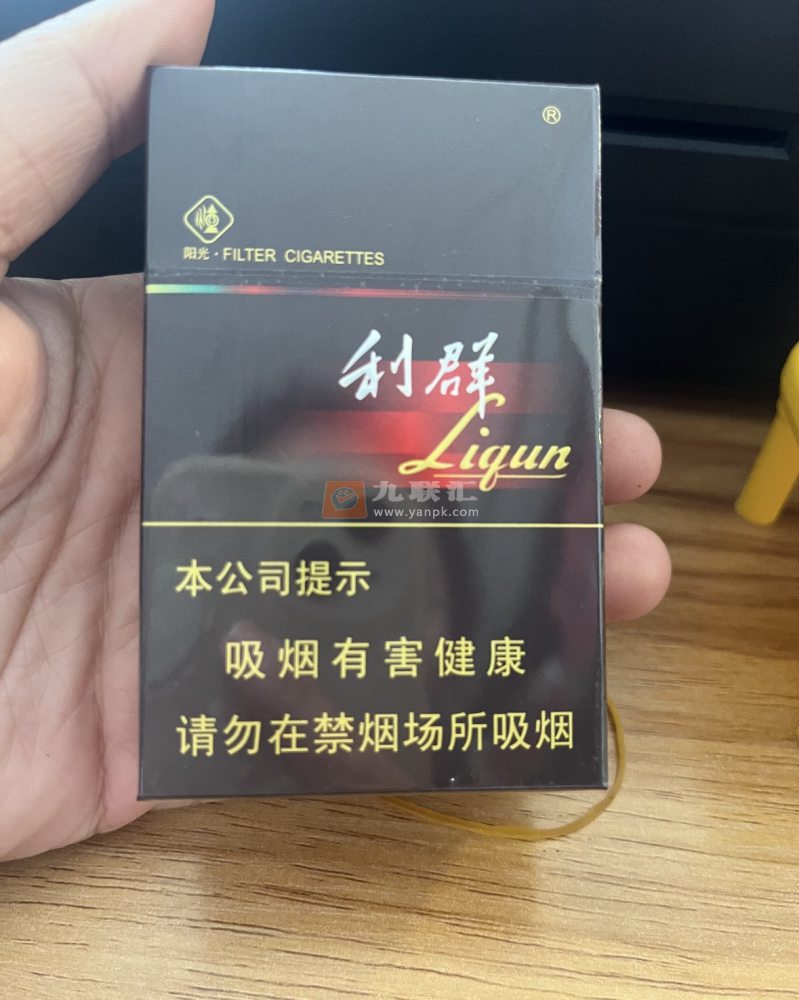 ®
阳光·FILTER CIGARETTES
利群
Liqun
九联汇
www.yanpk.com
本公司提示
吸烟有害健康
请勿在禁烟场所吸烟